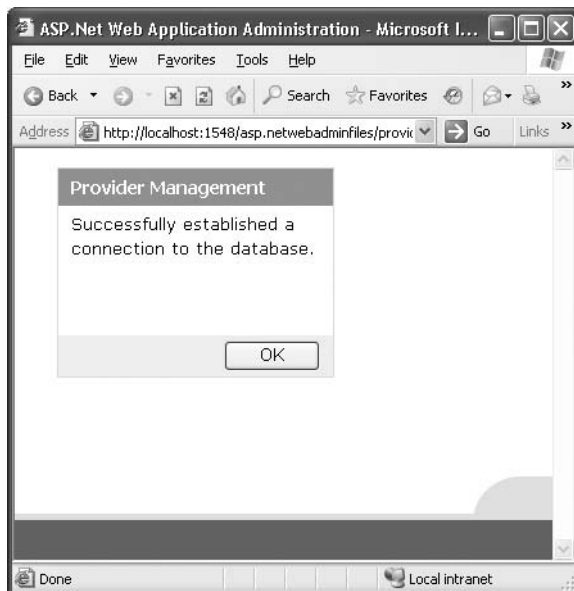 ASP.Net Web Application Administration - Microsoft I...
File Edit View Favorites Tools Help
Back Search Favorites »
Address http://localhost:1548/asp.netwebadminfiles/provic Go Links »
Provider Management
Successfully established a
connection to the database.
OK
Done Local intranet